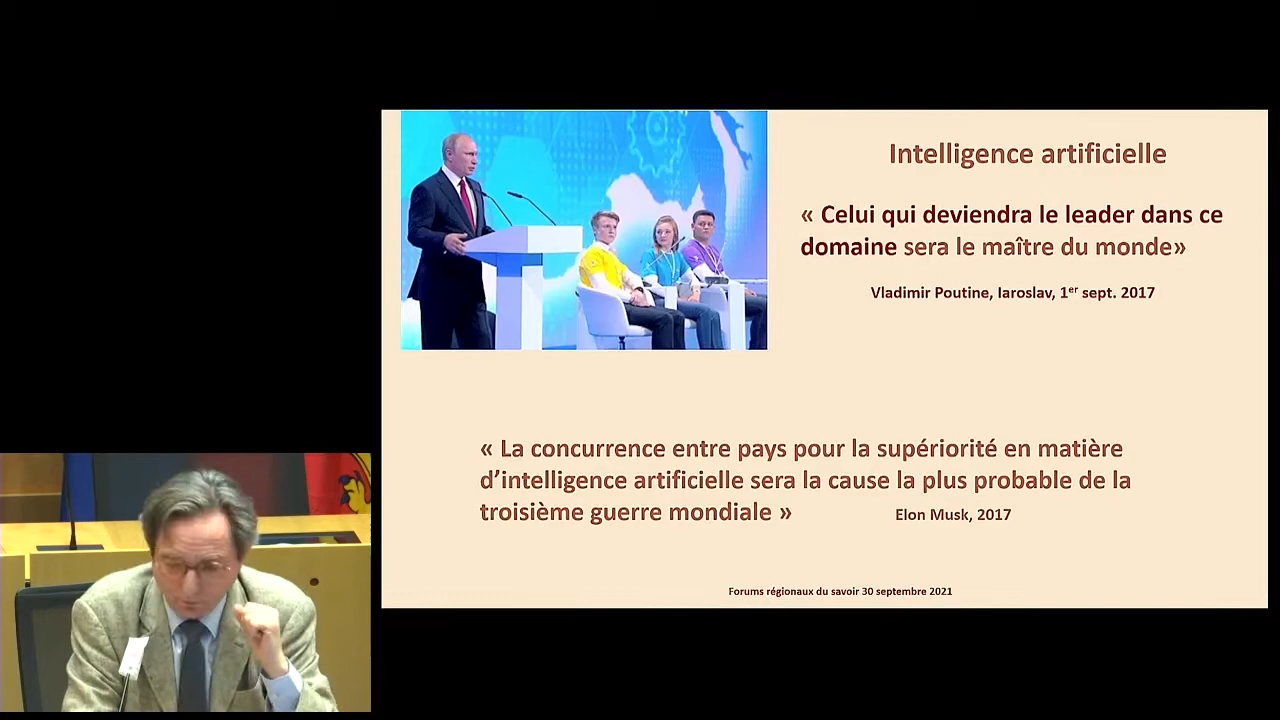 Intelligence artificielle
« Celui qui deviendra le leader dans ce
domaine sera le maître du monde»
Vladimir Poutine, Iaroslav, 1er sept. 2017
« La concurrence entre pays pour la supériorité en matière
d’intelligence artificielle sera la cause la plus probable de la
troisième guerre mondiale »
Elon Musk, 2017
Forums régionaux du savoir 30 septembre 2021